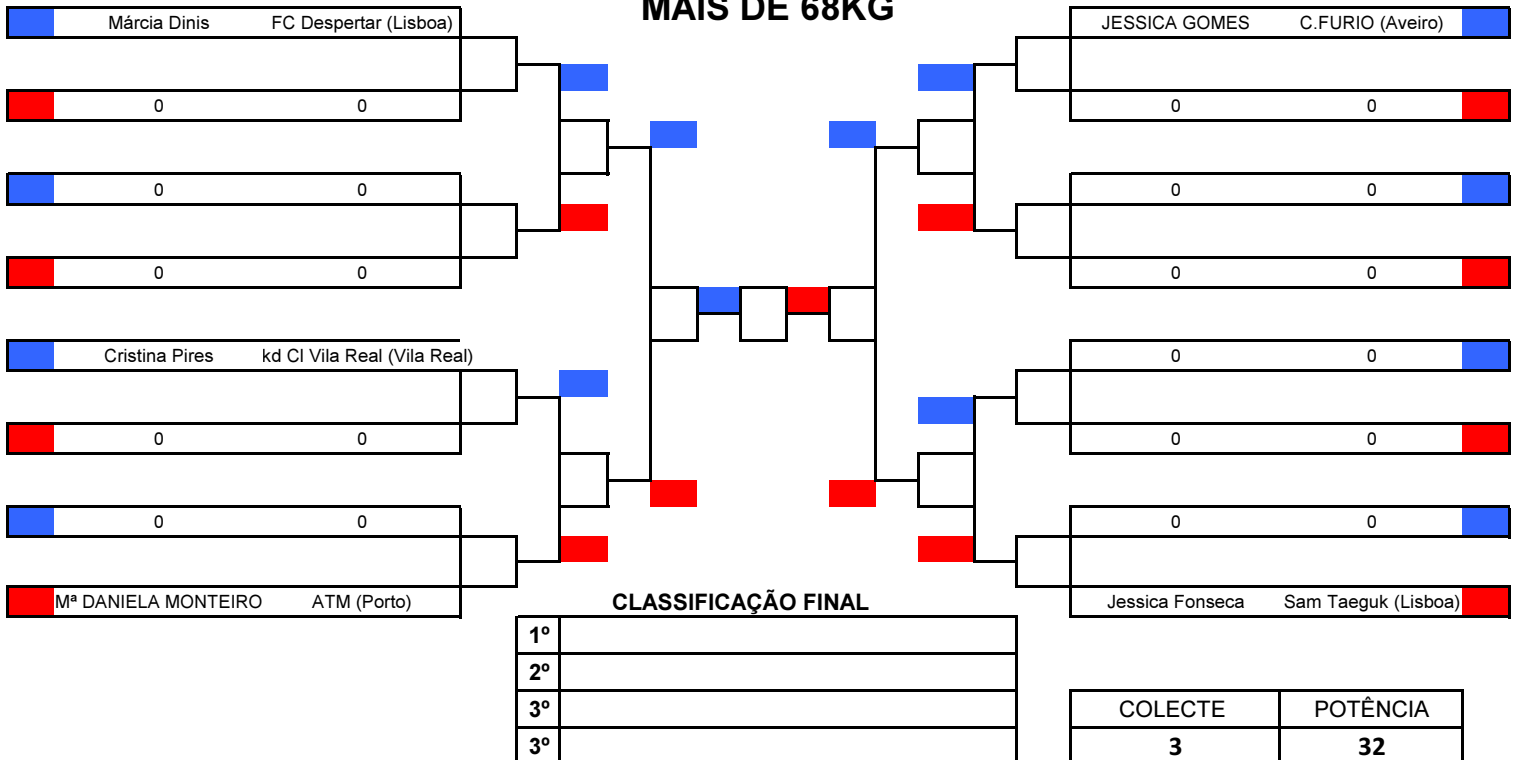 MAIS DE 68KG
Márcia Dinis FC Despertar (Lisboa)
JESSICA GOMES C.FURIO (Aveiro)
0 0
0 0
0 0
0 0
0 0
0 0
Cristina Pires kd Cl Vila Real (Vila Real)
0 0
0 0
0 0
0 0
0 0
Mª DANIELA MONTEIRO ATM (Porto)
Jessica Fonseca Sam Taeguk (Lisboa)
CLASSIFICAÇÃO FINAL
1º
2º
3º
3º
COLECTE POTÊNCIA
3 32